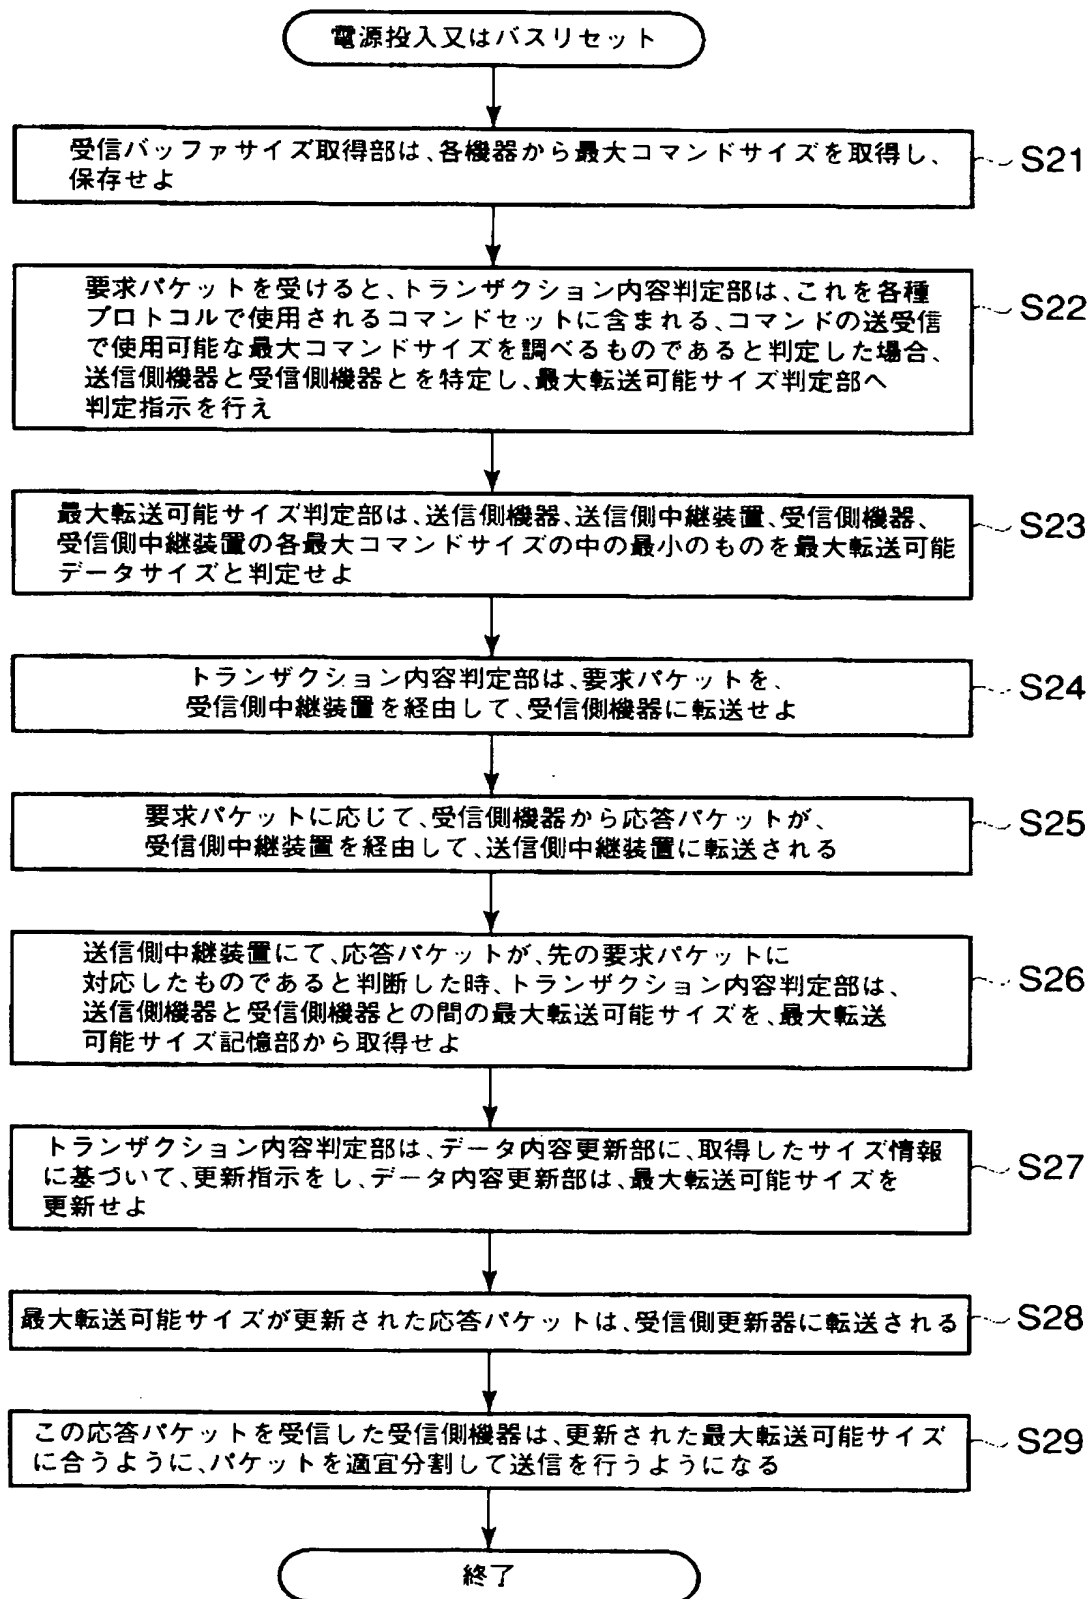 電源投入又はバスリセット
受信バッファサイズ取得部は、各機器から最大コマンドサイズを取得し、
保存せよ
S21
要求パケットを受けると、トランザクション内容判定部は、これを各種
プロトコルで使用されるコマンドセットに含まれる、コマンドの送受信
で使用可能な最大コマンドサイズを調べるものであると判定した場合、
送信側機器と受信側機器とを特定し、最大転送可能サイズ判定部へ
判定指示を行え
S22
最大転送可能サイズ判定部は、送信側機器、送信側中継装置、受信側機器、
受信側中継装置の各最大コマンドサイズの中の最小のものを最大転送可能
データサイズと判定せよ
S23
トランザクション内容判定部は、要求パケットを、
受信側中継装置を経由して、受信側機器に転送せよ
S24
要求パケットに応じて、受信側機器から応答パケットが、
受信側中継装置を経由して、送信側中継装置に転送される
S25
送信側中継装置にて、応答パケットが、先の要求パケットに
対応したものであると判断した時、トランザクション内容判定部は、
送信側機器と受信側機器との間の最大転送可能サイズを、最大転送
可能サイズ記憶部から取得せよ
S26
トランザクション内容判定部は、データ内容更新部に、取得したサイズ情報
に基づいて、更新指示をし、データ内容更新部は、最大転送可能サイズを
更新せよ
S27
最大転送可能サイズが更新された応答パケットは、受信側更新器に転送される
S28
この応答パケットを受信した受信側機器は、更新された最大転送可能サイズ
に合うように、パケットを適宜分割して送信を行うようになる
S29
終了